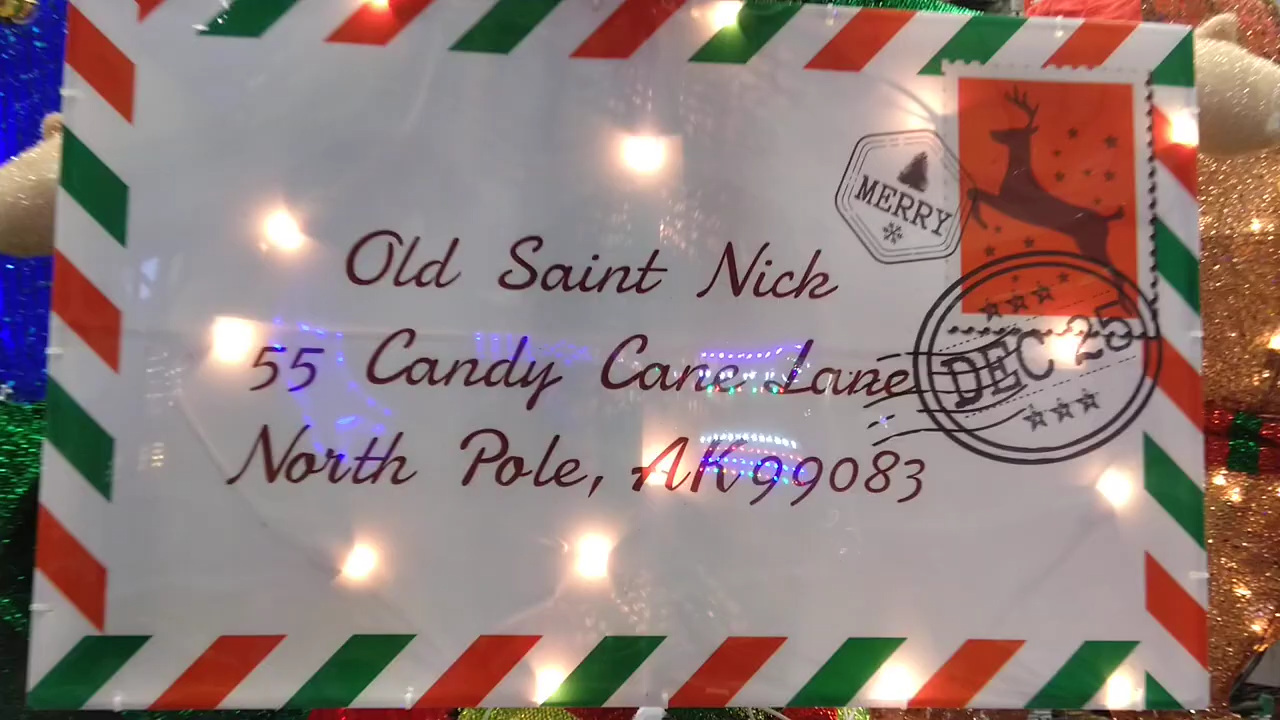 MERRY
DEC 25
Old Saint Nick
55 Candy Cane Lane
North Pole, AK 99083